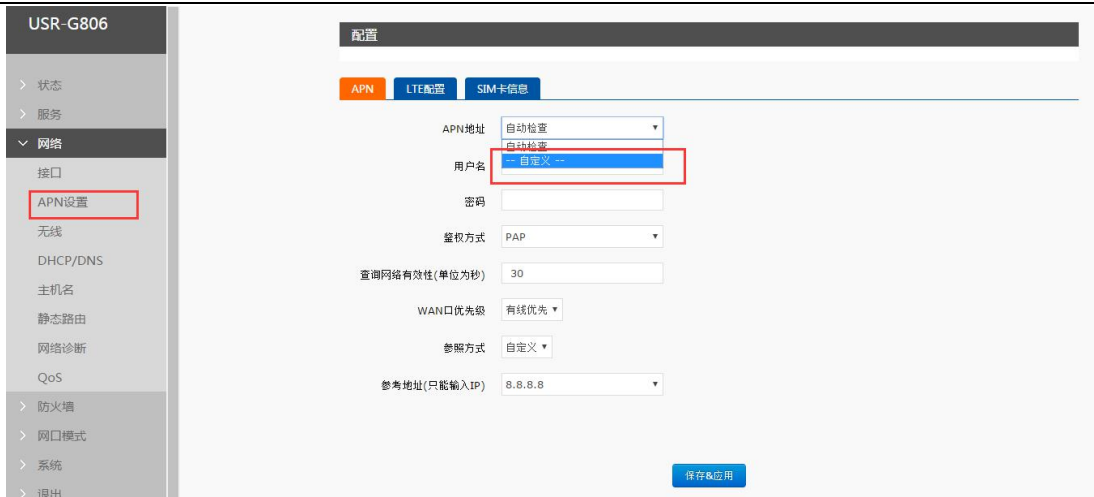 USR-G806
状态
服务
网络
接口
APN设置
无线
DHCP/DNS
主机名
静态路由
网络诊断
QoS
防火墙
网口模式
系统
退出
配置
APN LTE配置 SIM卡信息
APN地址 自动检查
自动检查
-- 自定义 --
用户名
密码
鉴权方式 PAP
查询网络有效性(单位为秒) 30
WAN口优先级 有线优先
参照方式 自定义
参考地址(只能输入IP) 8.8.8.8
保存&应用